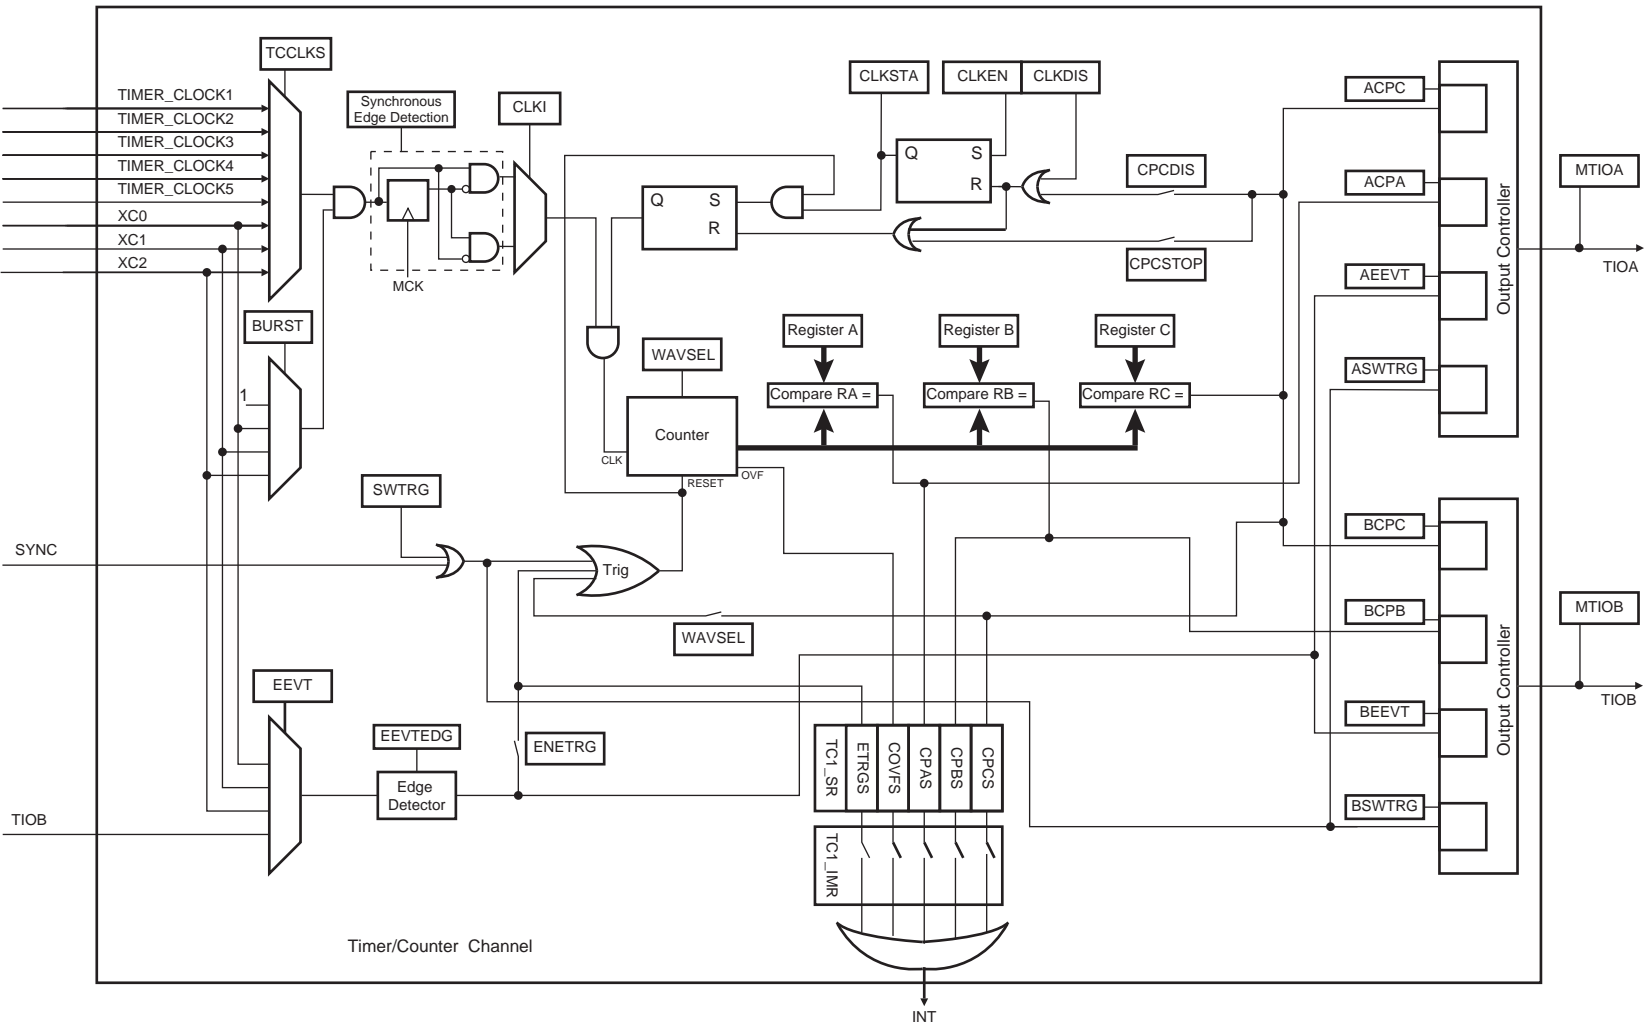 TCCLKS
TIMER_CLOCK1
TIMER_CLOCK2
TIMER_CLOCK3
TIMER_CLOCK4
TIMER_CLOCK5
XC0
XC1
XC2
Synchronous
Edge Detection
CLKI
MCK
BURST
1
CLKSTA
CLKEN
CLKDIS
Q
S
R
Q
S
R
CPCDIS
CPCSTOP
ACPC
ACPA
AEEVT
ASWTRG
Output Controller
MTIOA
TIOA
Register A
Register B
Register C
Compare RA =
Compare RB =
Compare RC =
WAVSEL
Counter
CLK
RESET
OVF
SWTRG
SYNC
Trig
WAVSEL
BCPC
BCPB
BEEVT
BSWTRG
Output Controller
MTIOB
TIOB
EEVT
EEVTEDG
Edge
Detector
ENETRG
TIOB
TC1_SR
ETRGS
COVFS
CPAS
CPBS
CPCS
TC1_IMR
Timer/Counter Channel
INT